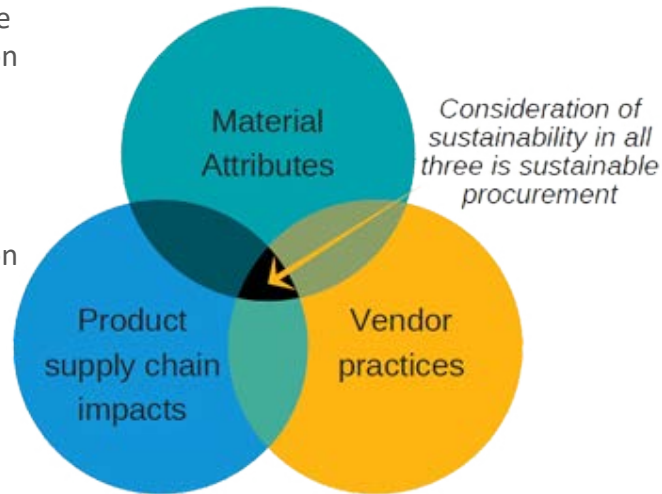 e
n
Material
Attributes
Consideration of
sustainability in all
three is sustainable
procurement
n
Product
supply chain
impacts
Vendor
practices